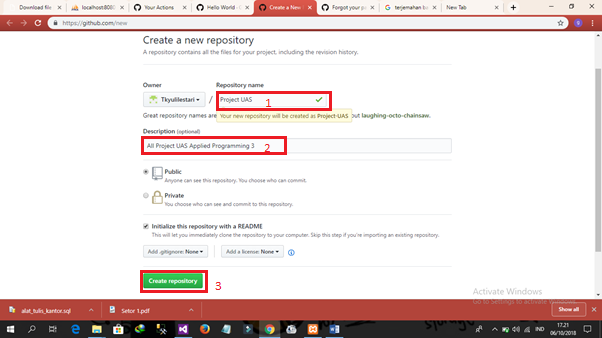 Download file
localhost:8080
Your Actions
Hello World
Create a New
Forgot your pa
New Tab
https://github.com/new
Create a new repository
A repository contains all the files for your project, including the revision history.
Owner
Repository name
Tkyulilestari
/
Project UAS
1
Great repository names are
Your new repository will be created as Project-UAS
out laughing-octo-chainsaw.
Description (optional)
All Project UAS Applied Programming 3
2
Public
Anyone can see this repository. You choose who can commit.
Private
You choose who can see and commit to this repository.
Initialize this repository with a README
This will let you immediately clone the repository to your computer. Skip this step if you're importing an existing repository.
Add .gitignore: None
Add a license: None
Create repository
3
Activate Windows
Go to Settings to activate Windows.
alat_tulis_kantor.sql
Setor 1.pdf
Show all
IND
17.21
06/10/2018